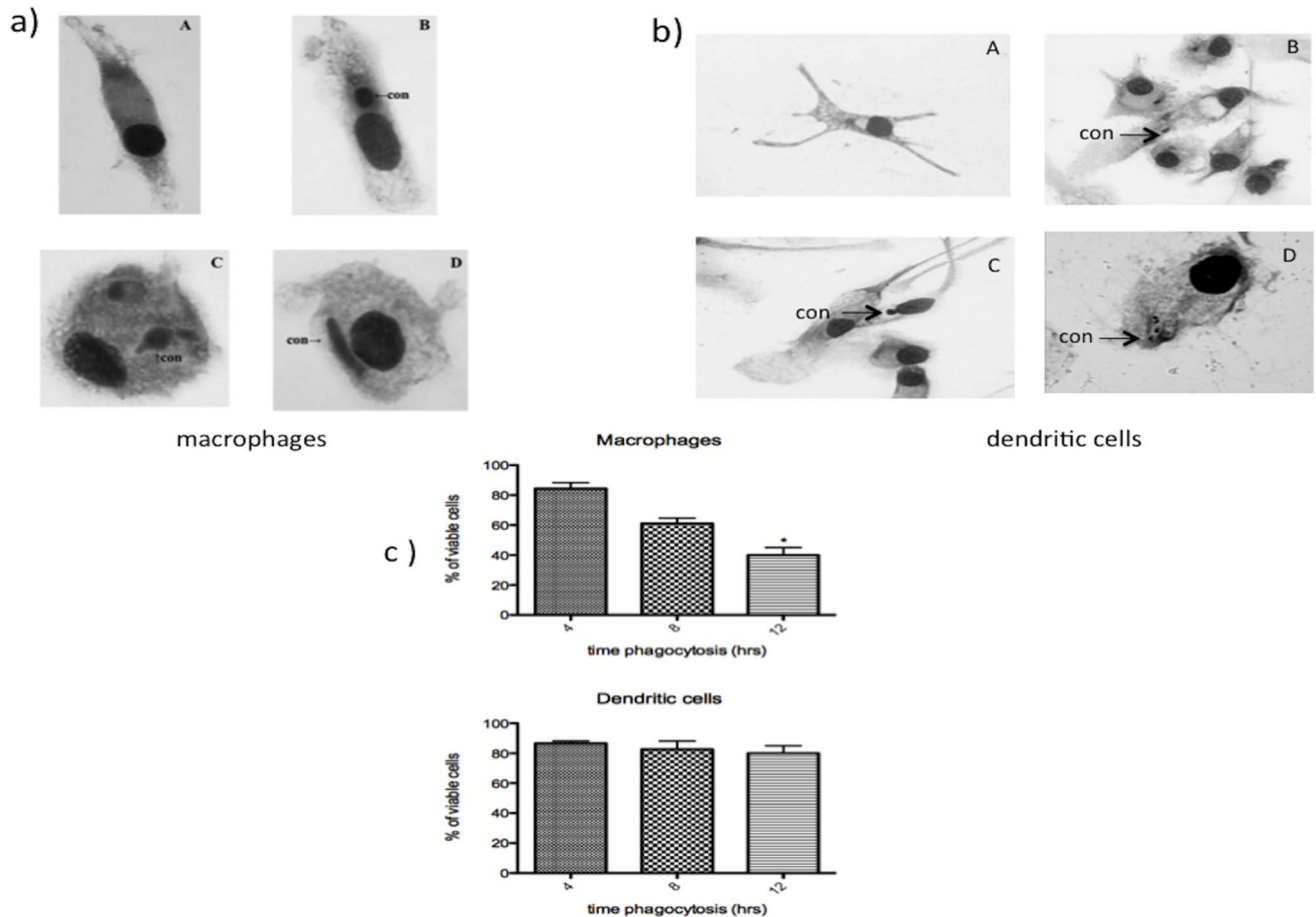 a)
A
B
←con
C
↑con
D
con→
macrophages
b)
A
B
con
C
con
D
con
dendritic cells
c )
Macrophages
% of viable cells
100
80
60
40
20
0
*
4
8
12
time phagocytosis (hrs)
Dendritic cells
% of viable cells
100
80
60
40
20
0
4
8
12
time phagocytosis (hrs)